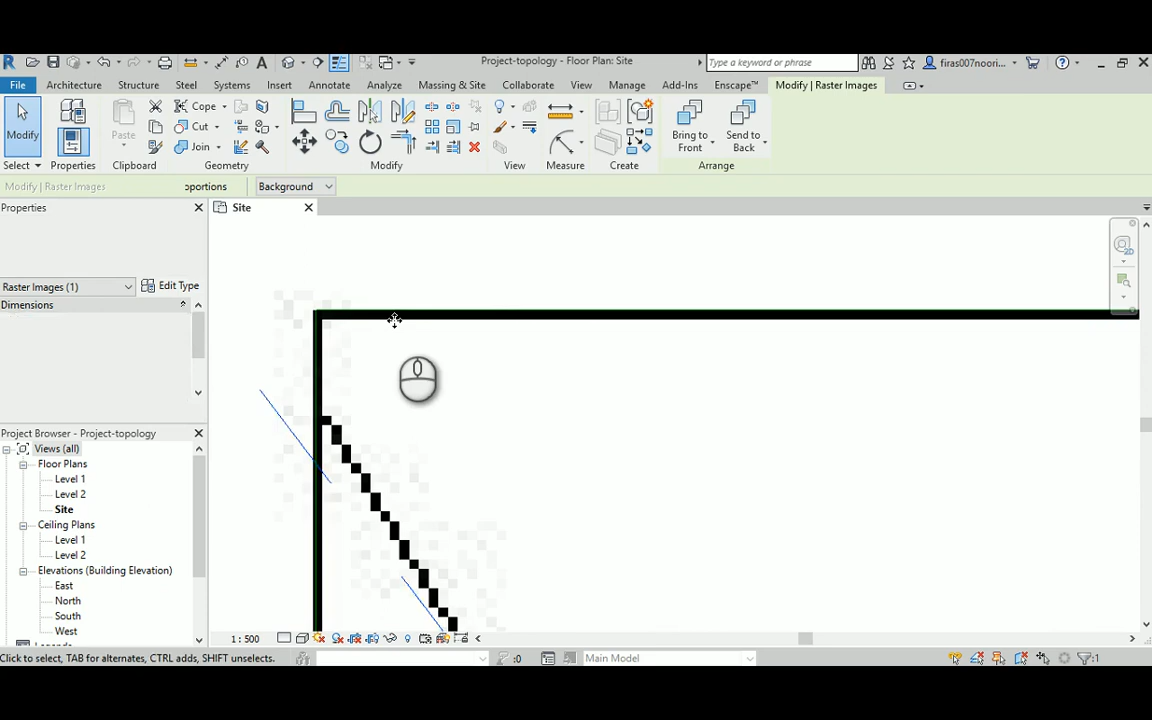 Project-topology - Floor Plan: Site
Type a keyword or phrase
firas007noori...
File
Architecture
Structure
Steel
Systems
Insert
Annotate
Analyze
Massing & Site
Collaborate
View
Manage
Add-Ins
Enscape™
Modify | Raster Images
Modify
Paste
Cope
Cut
Join
Bring to
Front
Send to
Back
Select
Properties
Clipboard
Geometry
Modify
View
Measure
Create
Arrange
Modify | Raster Images
oportions
Background
Properties
Site
Raster Images (1)
Edit Type
Dimensions
Project Browser - Project-topology
Views (all)
Floor Plans
Level 1
Level 2
Site
Ceiling Plans
Level 1
Level 2
Elevations (Building Elevation)
East
North
South
West
1 : 500
Click to select, TAB for alternates, CTRL adds, SHIFT unselects.
:0
Main Model
:1